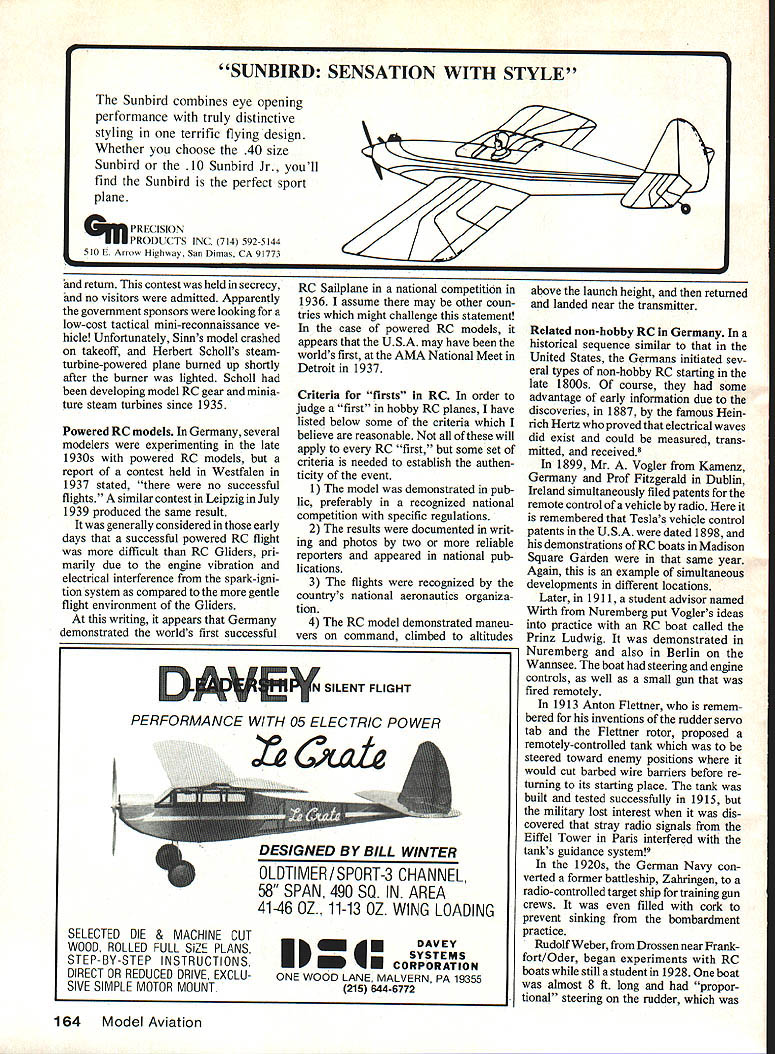 “SUNBIRD: SENSATION WITH STYLE”
The Sunbird combines eye opening
performance with truly distinctive
styling in one terrific flying design.
Whether you choose the .40 size
Sunbird or the .10 Sunbird Jr., you’ll
find the Sunbird is the perfect sport
plane.
GM PRECISION
PRODUCTS INC. (714) 592-5144
510 E. Arrow Highway, San Dimas, CA 91773
and return. This contest was held in secrecy,
and no visitors were admitted. Apparently
the government sponsors were looking for a
low-cost tactical mini-reconnaissance ve-
hicle! Unfortunately, Sinn’s model crashed
on takeoff, and Herbert Scholl’s steam-
turbine-powered plane burned up shortly
after the burner was lighted. Scholl had
been developing model RC gear and minia-
ture steam turbines since 1935.
Powered RC models. In Germany, several
modelers were experimenting in the late
1930s with powered RC models, but a
report of a contest held in Westfalen in
1937 stated, “there were no successful
flights.” A similar contest in Leipzig in July
1939 produced the same result.
It was generally considered in those early
days that a successful powered RC flight
was more difficult than RC Gliders, pri-
marily due to the engine vibration and
electrical interference from the spark-igni-
tion system as compared to the more gentle
flight environment of the Gliders.
At this writing, it appears that Germany
demonstrated the world’s first successful
RC Sailplane in a national competition in
1936. I assume there may be other coun-
tries which might challenge this statement!
In the case of powered RC models, it
appears that the U.S.A. may have been the
world’s first, at the AMA National Meet in
Detroit in 1937.
Criteria for “firsts” in RC. In order to
judge a “first” in hobby RC planes, I have
listed below some of the criteria which I
believe are reasonable. Not all of these will
apply to every RC “first,” but some set of
criteria is needed to establish the authen-
ticity of the event.
1) The model was demonstrated in pub-
lic, preferably in a recognized national
competition with specific regulations.
2) The results were documented in writ-
ing and photos by two or more reliable
reporters and appeared in national pub-
lications.
3) The flights were recognized by the
country’s national aeronautics organiza-
tion.
4) The RC model demonstrated maneu-
vers on command, climbed to altitudes
above the launch height, and then returned
and landed near the transmitter.
Related non-hobby RC in Germany. In a
historical sequence similar to that in the
United States, the Germans initiated sev-
eral types of non-hobby RC starting in the
late 1800s. Of course, they had some
advantage of early information due to the
discoveries, in 1887, by the famous Hein-
rich Hertz who proved that electrical waves
did exist and could be measured, trans-
mitted, and received.⁸
In 1899, Mr. A. Vogler from Kamenz,
Germany and Prof Fitzgerald in Dublin,
Ireland simultaneously filed patents for the
remote control of a vehicle by radio. Here it
is remembered that Tesla’s vehicle control
patents in the U.S.A. were dated 1898, and
his demonstrations of RC boats in Madison
Square Garden were in that same year.
Again, this is an example of simultaneous
developments in different locations.
Later, in 1911, a student advisor named
Wirth from Nuremberg put Vogler’s ideas
into practice with an RC boat called the
Prinz Ludwig. It was demonstrated in
Nuremberg and also in Berlin on the
Wannsee. The boat had steering and engine
controls, as well as a small gun that was
fired remotely.
In 1913 Anton Flettner, who is remem-
bered for his inventions of the rudder servo
tab and the Flettner rotor, proposed a
remotely-controlled tank which was to be
steered toward enemy positions where it
would cut barbed wire barriers before re-
turning to its starting place. The tank was
built and tested successfully in 1915, but
the military lost interest when it was dis-
covered that stray radio signals from the
Eiffel Tower in Paris interfered with the
tank’s guidance system!⁹
In the 1920s, the German Navy con-
verted a former battleship, Zahringen, to a
radio-controlled target ship for training gun
crews. It was even filled with cork to
prevent sinking from the bombardment
practice.
Rudolf Weber, from Drossen near Frank-
fort/Oder, began experiments with RC
boats while still a student in 1928. One boat
was almost 8 ft. long and had “propor-
tional” steering on the rudder, which was
DAVEY
LEADERSHIP IN SILENT FLIGHT
PERFORMANCE WITH 05 ELECTRIC POWER
Le Crate
Le Crate
DESIGNED BY BILL WINTER
OLDTIMER/SPORT-3 CHANNEL,
58" SPAN, 490 SQ. IN. AREA
41-46 OZ., 11-13 OZ. WING LOADING
SELECTED DIE & MACHINE CUT
WOOD, ROLLED FULL SIZE PLANS,
STEP-BY-STEP INSTRUCTIONS,
DIRECT OR REDUCED DRIVE, EXCLU-
SIVE SIMPLE MOTOR MOUNT.
DSC DAVEY
SYSTEMS
CORPORATION
ONE WOOD LANE, MALVERN, PA 19355
(215) 644-6772
164 Model Aviation